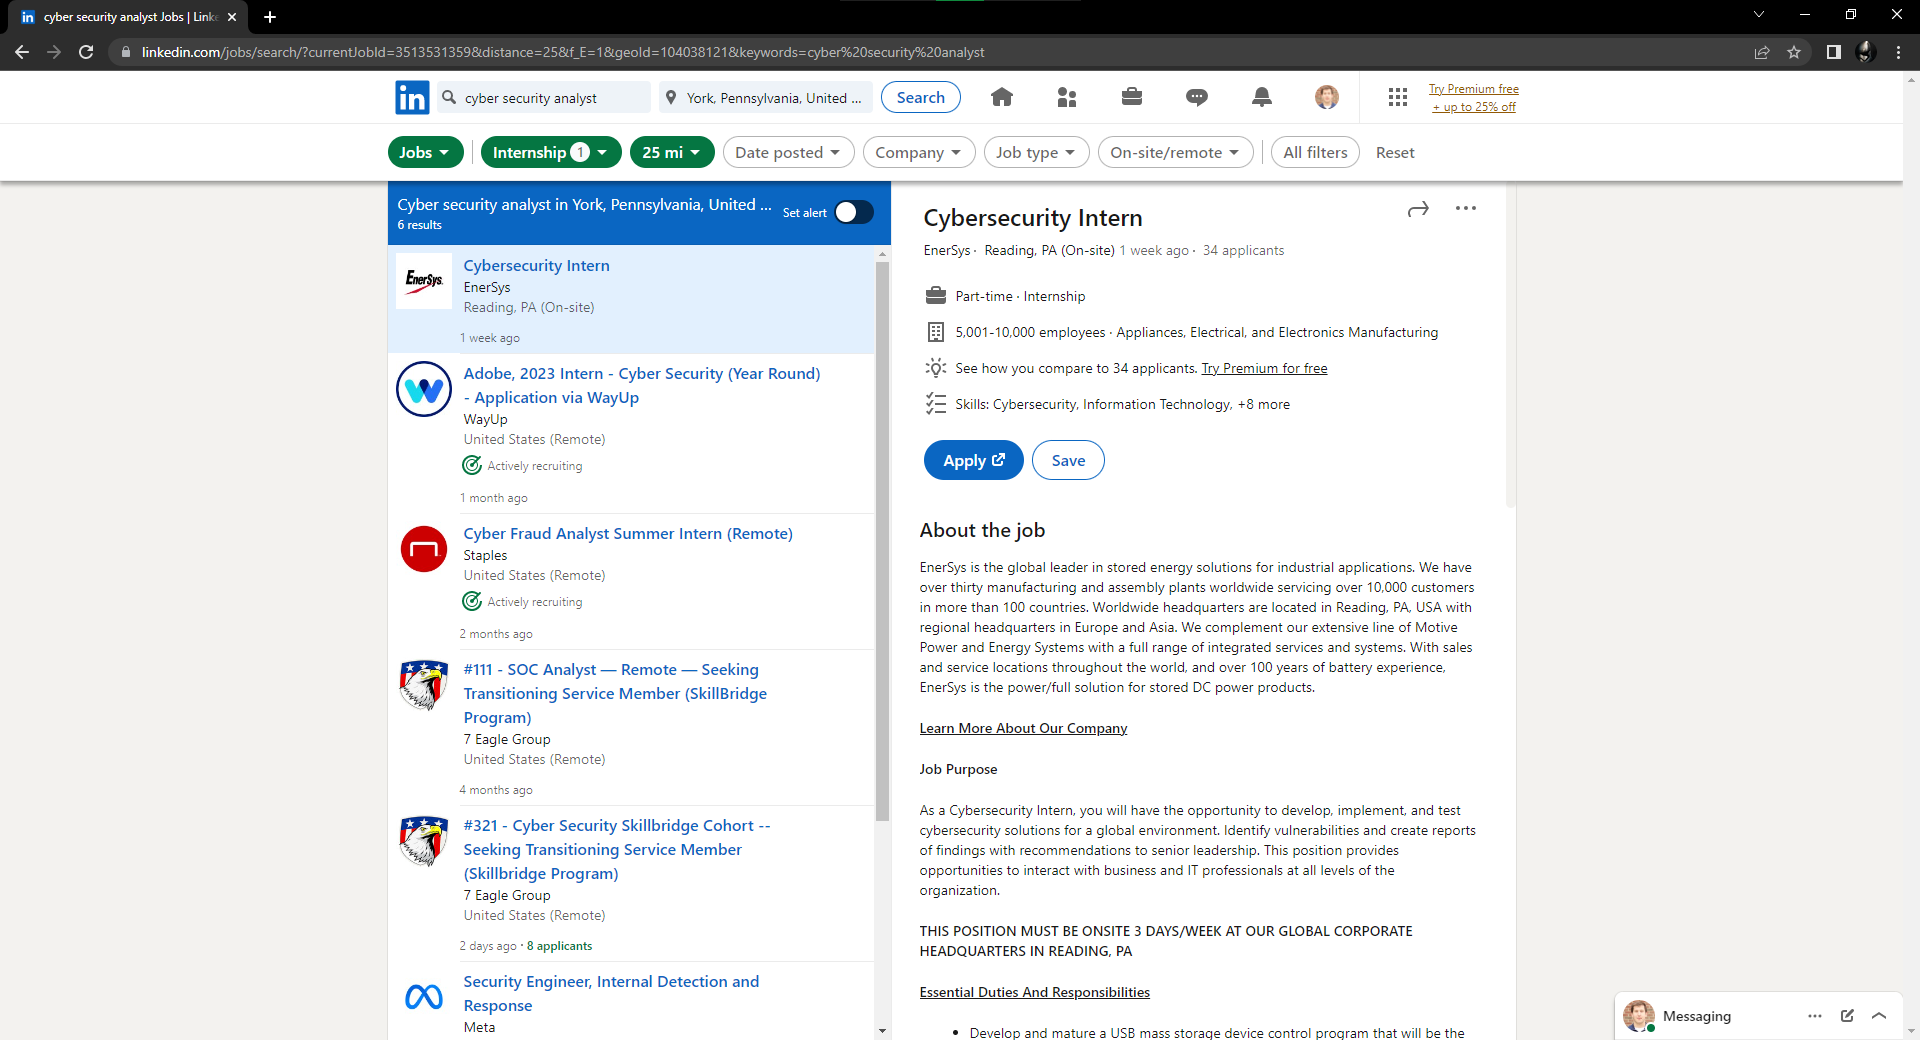 cyber security analyst Jobs | Link
linkedin.com/jobs/search/?currentJobId=3513531359&distance=25&f_E=1&geoId=104038121&keywords=cyber%20security%20analyst
in
cyber security analyst
York, Pennsylvania, United ...
Search
Try Premium free
+ up to 25% off
Jobs
Internship 1
25 mi
Date posted
Company
Job type
On-site/remote
All filters
Reset
Cyber security analyst in York, Pennsylvania, United ...
6 results
Set alert
EnerSys
Cybersecurity Intern
EnerSys
Reading, PA (On-site)
1 week ago
Adobe, 2023 Intern - Cyber Security (Year Round)
- Application via WayUp
WayUp
United States (Remote)
Actively recruiting
1 month ago
Cyber Fraud Analyst Summer Intern (Remote)
Staples
United States (Remote)
Actively recruiting
2 months ago
#111 - SOC Analyst — Remote — Seeking
Transitioning Service Member (SkillBridge
Program)
7 Eagle Group
United States (Remote)
4 months ago
#321 - Cyber Security Skillbridge Cohort --
Seeking Transitioning Service Member
(Skillbridge Program)
7 Eagle Group
United States (Remote)
2 days ago · 8 applicants
Security Engineer, Internal Detection and
Response
Meta
Cybersecurity Intern
EnerSys · Reading, PA (On-site) 1 week ago · 34 applicants
Part-time · Internship
5,001-10,000 employees · Appliances, Electrical, and Electronics Manufacturing
See how you compare to 34 applicants. Try Premium for free
Skills: Cybersecurity, Information Technology, +8 more
Apply
Save
About the job
EnerSys is the global leader in stored energy solutions for industrial applications. We have
over thirty manufacturing and assembly plants worldwide servicing over 10,000 customers
in more than 100 countries. Worldwide headquarters are located in Reading, PA, USA with
regional headquarters in Europe and Asia. We complement our extensive line of Motive
Power and Energy Systems with a full range of integrated services and systems. With sales
and service locations throughout the world, and over 100 years of battery experience,
EnerSys is the power/full solution for stored DC power products.
Learn More About Our Company
Job Purpose
As a Cybersecurity Intern, you will have the opportunity to develop, implement, and test
cybersecurity solutions for a global environment. Identify vulnerabilities and create reports
of findings with recommendations to senior leadership. This position provides
opportunities to interact with business and IT professionals at all levels of the
organization.
THIS POSITION MUST BE ONSITE 3 DAYS/WEEK AT OUR GLOBAL CORPORATE
HEADQUARTERS IN READING, PA
Essential Duties And Responsibilities
• Develop and mature a USB mass storage device control program that will be the
Messaging